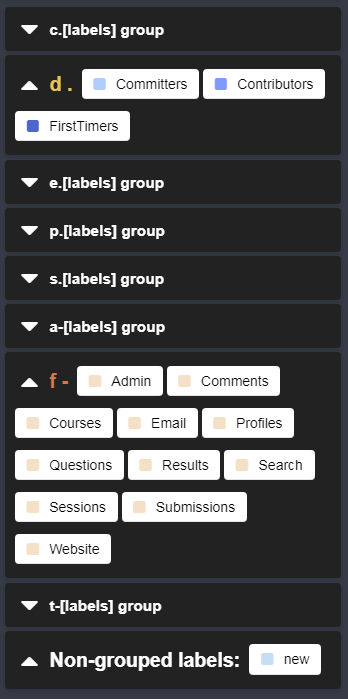 c.[labels] group
d . Committers Contributors
FirstTimers
e.[labels] group
p.[labels] group
s.[labels] group
a-[labels] group
f - Admin Comments
Courses Email Profiles
Questions Results Search
Sessions Submissions
Website
t-[labels] group
Non-grouped labels: new